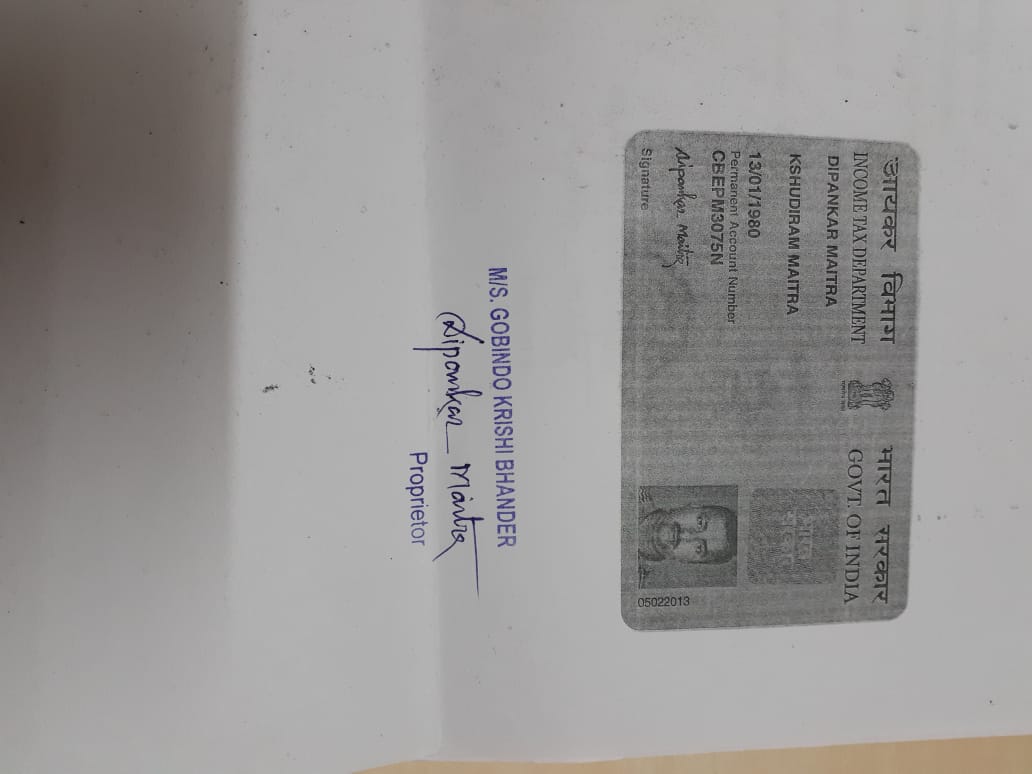 आयकर विभाग
INCOME TAX DEPARTMENT
भारत सरकार
GOVT. OF INDIA
DIPANKAR MAITRA
KSHUDIRAM MAITRA
13/01/1980
Permanent Account Number
CBEPM3075N
Dipankar Maitra
Signature
05022013
M/S. GOBINDO KRISHI BHANDER
Dipankar Maitra
Proprietor